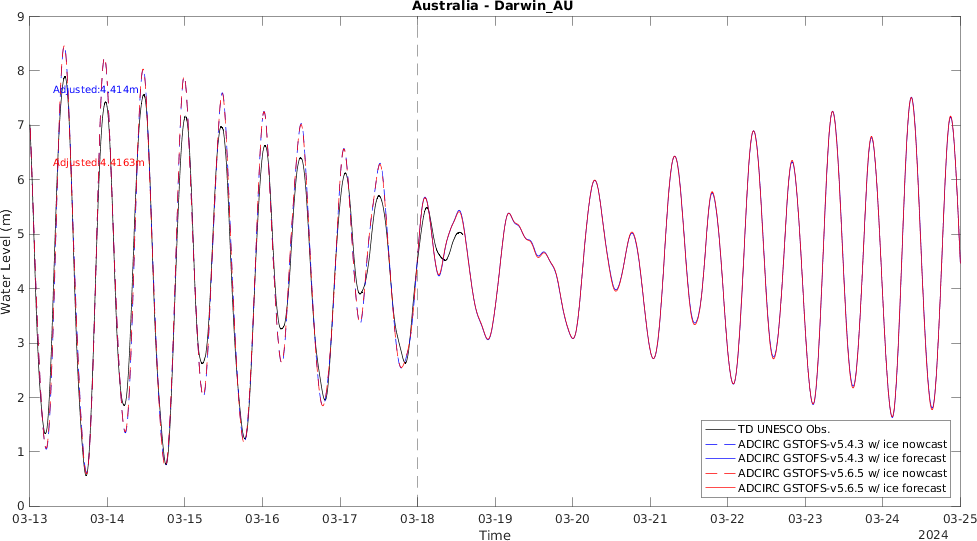 Australia - Darwin_AU
9
8
7
6
5
4
3
2
1
0
Water Level (m)
Adjusted:4.414m
Adjusted:4.4163m
TD UNESCO Obs.
ADCIRC GSTOFS-v5.4.3 w/ ice nowcast
ADCIRC GSTOFS-v5.4.3 w/ ice forecast
ADCIRC GSTOFS-v5.6.5 w/ ice nowcast
ADCIRC GSTOFS-v5.6.5 w/ ice forecast
03-13 03-14 03-15 03-16 03-17 03-18 03-19 03-20 03-21 03-22 03-23 03-24 03-25
Time
2024